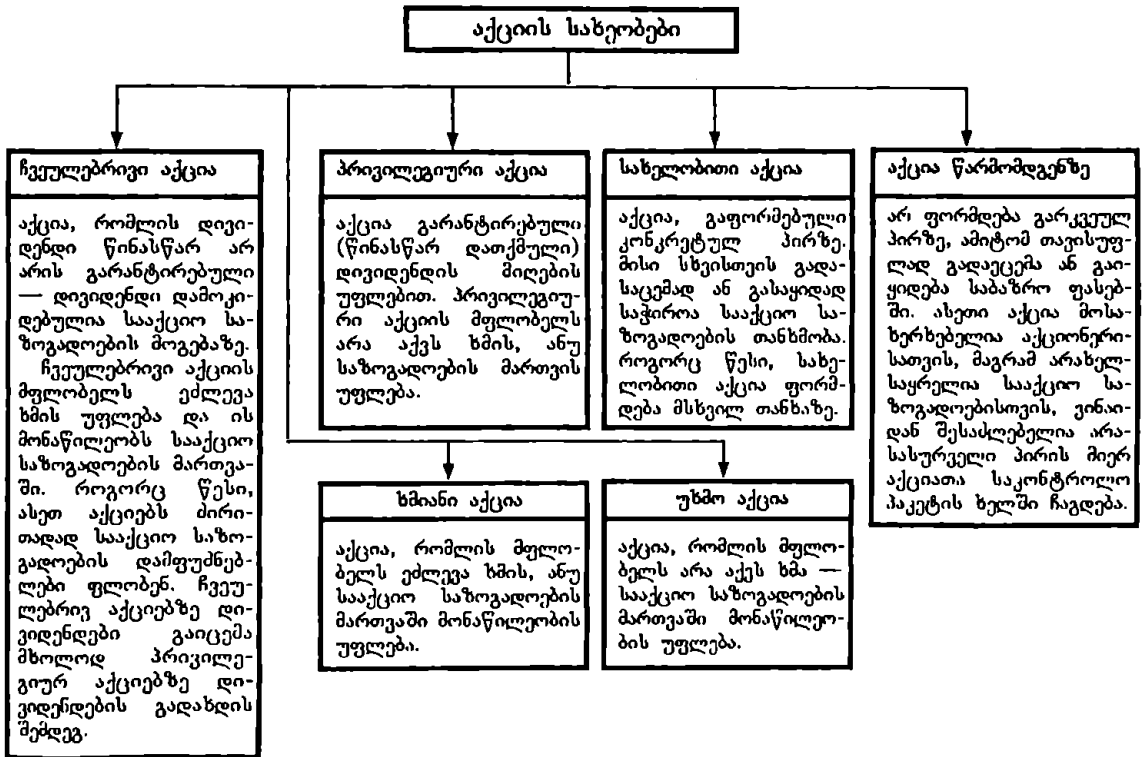 აქციის სახეობები
ჩვეულებრივი აქცია
აქცია, რომლის დივი-
დენდი წინასწარ არ
არის გარანტირებული
— დივიდენდი დამოკი-
დებულია სააქციო სა-
ზოგადოების მოგებაზე.
ჩვეულებრივი აქციის
მფლობელს ეძლევა
ხმის უფლება და ის
მონაწილეობს სააქციო
საზოგადოების მართვა-
ში. როგორც წესი,
ასეთ აქციებს ძირი-
თადად სააქციო საზო-
გადოების დამფუძნებ-
ლები ფლობენ. ჩვეუ-
ლებრივ აქციებზე დი-
ვიდენდები გაიცემა
მხოლოდ პრივილე-
გიურ აქციებზე დი-
ვიდენდების გადახდის
შემდეგ.
პრივილეგიური აქცია
აქცია გარანტირებული
(წინასწარ დათქმული)
დივიდენდის მიღების
უფლებით. პრივილეგიუ-
რი აქციის მფლობელს
არა აქვს ხმის, ანუ
საზოგადოების მართვის
უფლება.
სახელობითი აქცია
აქცია, გაფორმებული
კონკრეტულ პირზე.
მისი სხვისთვის გადა-
საცემად ან გასაყიდად
საჭიროა სააქციო სა-
ზოგადოების თანხმობა.
როგორც წესი, სახე-
ლობითი აქცია ფორმ-
დება მსხვილ თანხაზე.
აქცია წარმომდგენზე
არ ფორმდება გარკვეულ
პირზე, ამიტომ თავისუფ-
ლად გადაეცემა ან გაი-
ყიდება საბაზრო ფასებ-
ში. ასეთი აქცია მოსა-
ხერხებელია აქციონერი-
სათვის, მაგრამ არახელ-
საყრელია სააქციო სა-
ზოგადოებისთვის, ვინაი-
დან შესაძლებელია არა-
სასურველი პირის მიერ
აქციათა საკონტროლო
პაკეტის ხელში ჩაგდება.
ხმიანი აქცია
აქცია, რომლის მფლო-
ბელს ეძლევა ხმის, ანუ
სააქციო საზოგადოების
მართვაში მონაწილეობის
უფლება.
უხმო აქცია
აქცია, რომლის მფლო-
ბელს არა აქვს ხმა —
სააქციო საზოგადოების
მართვაში მონაწილეო-
ბის უფლება.